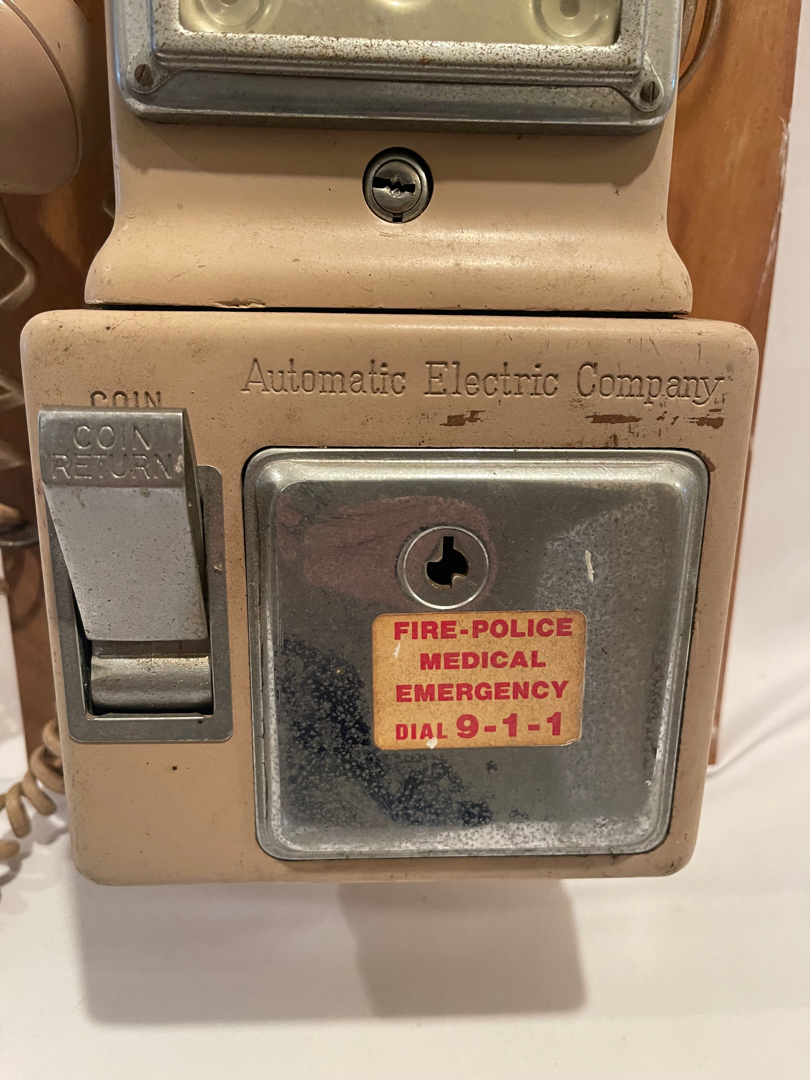 Automatic Electric Company
COIN
COIN
RETURN
FIRE-POLICE
MEDICAL
EMERGENCY
DIAL 9-1-1